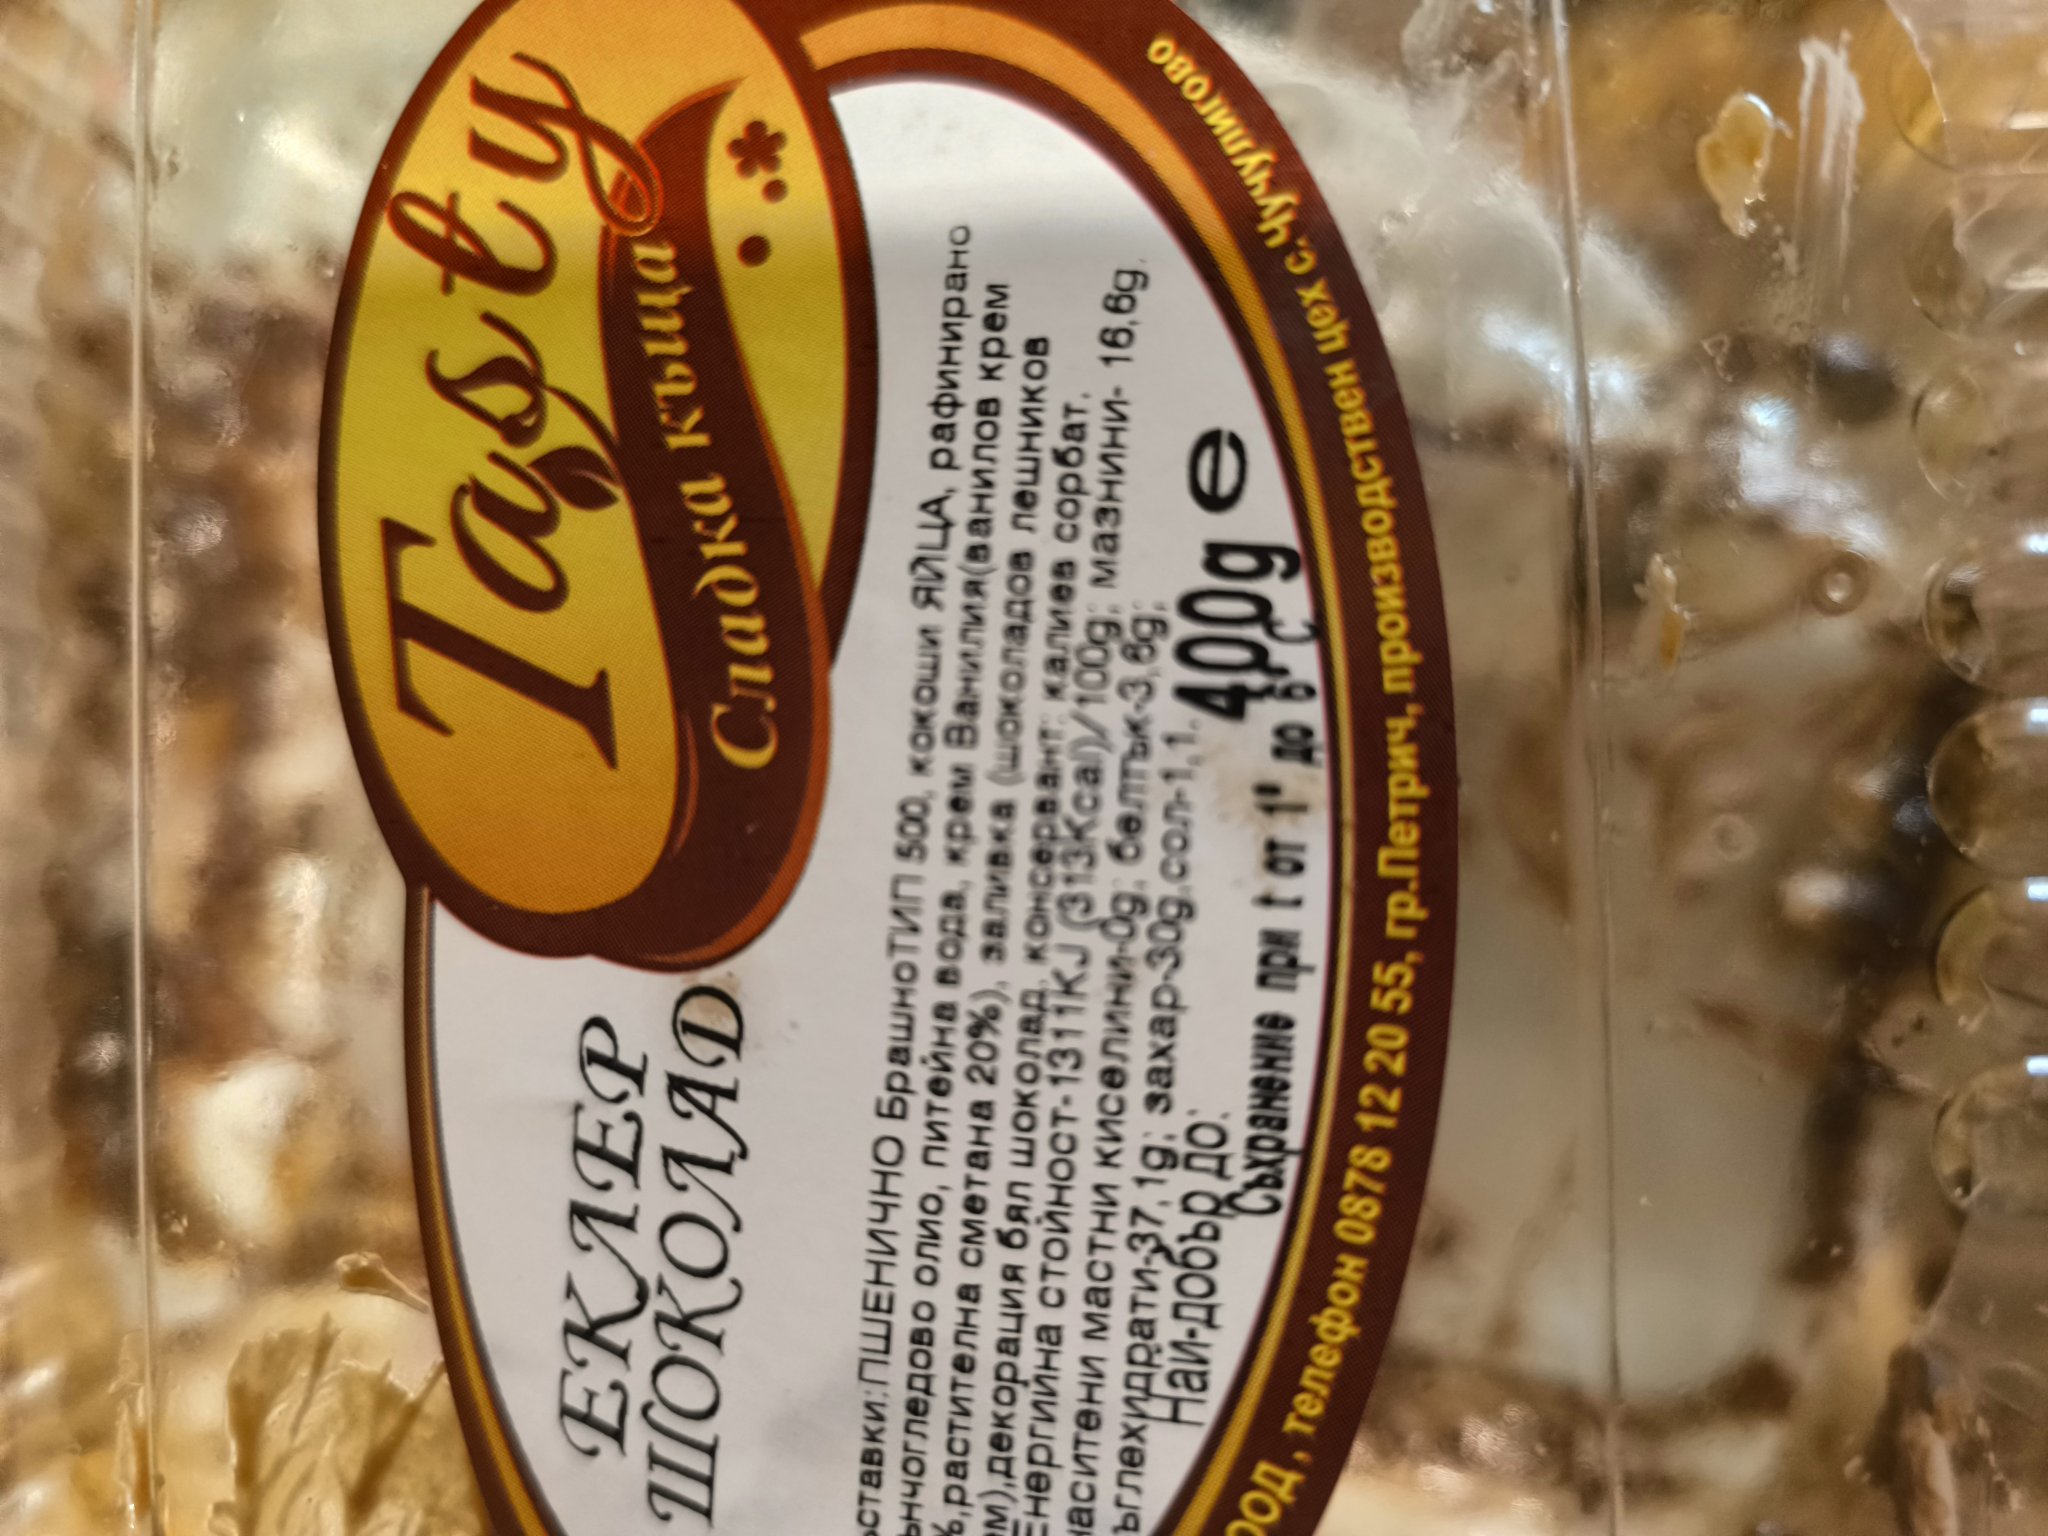 Tasty
Сладка къща
ЕКЛЕР
ШОКОЛАД
ставки:ПШЕНИЧНО БрашноТИП 500, кокоши ЯЙЦА, рафинирано
ънчогледово олио, питейна вода, крем Ванилия(ванилов крем
%,растителна сметана 20%), заливка (шоколадов лешников
ем),декорация бял шоколад, консервант: калиев сорбат.
Енергийна стойност-1311KJ (313Kcal)/100g; мазнини- 16,6g,
наситени мастни киселини-0g; белтък-3,6g;
ъглехидрати-37,1g; захар-30g,сол-1,1.
Най-добър до: 400g e
Съхранение при t от 1° до 6°C
ООД , телефон 0878 12 20 55, гр.Петрич, производствен цех с. Чучулигово